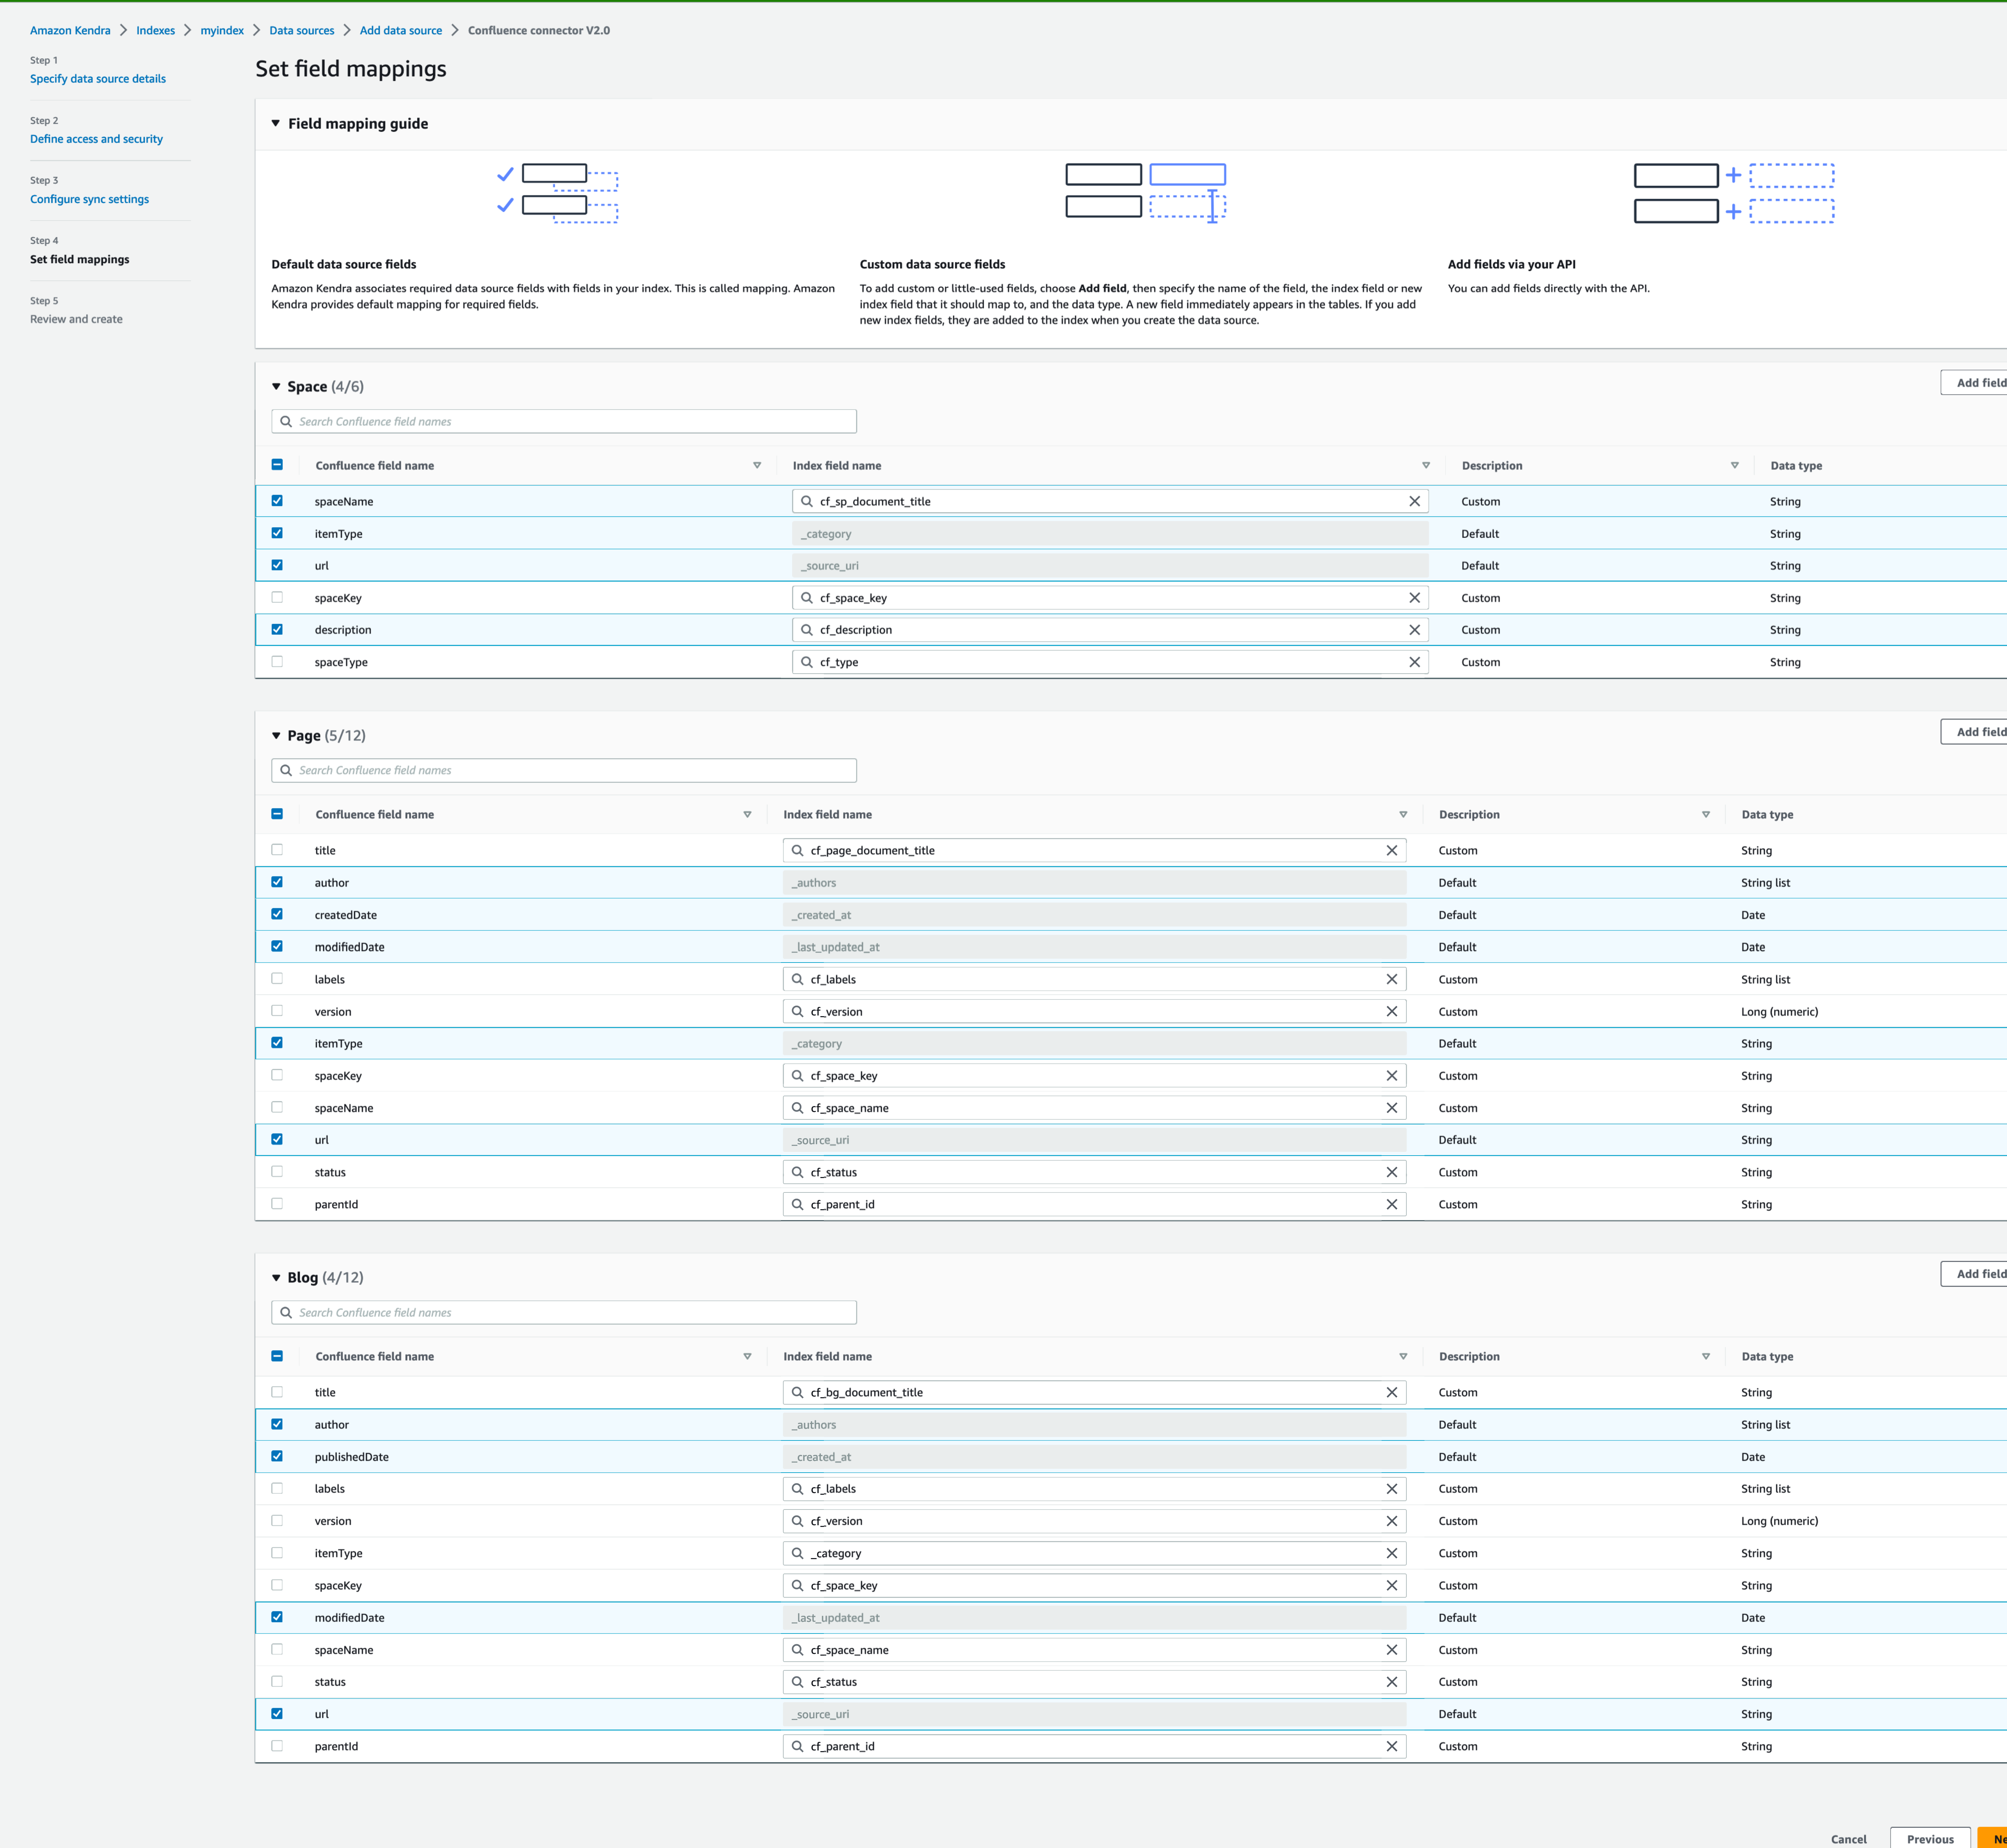 Amazon Kendra > Indexes > myindex > Data sources > Add data source > Confluence connector V2.0
Step 1
Specify data source details
Step 2
Define access and security
Step 3
Configure sync settings
Step 4
Set field mappings
Step 5
Review and create
Set field mappings
Field mapping guide
Default data source fields
Amazon Kendra associates required data source fields with fields in your index. This is called mapping. Amazon
Kendra provides default mapping for required fields.
Custom data source fields
To add custom or little-used fields, choose Add field, then specify the name of the field, the index field or new
index field that it should map to, and the data type. A new field immediately appears in the tables. If you add
new index fields, they are added to the index when you create the data source.
Add fields via your API
You can add fields directly with the API.
Space (4/6)
Add field
Search Confluence field names
Confluence field name Index field name Description Data type
spaceName cf_sp_document_title Custom String
itemType _category Default String
url _source_uri Default String
spaceKey cf_space_key Custom String
description cf_description Custom String
spaceType cf_type Custom String
Page (5/12)
Add field
Search Confluence field names
Confluence field name Index field name Description Data type
title cf_page_document_title Custom String
author _authors Default String list
createdDate _created_at Default Date
modifiedDate _last_updated_at Default Date
labels cf_labels Custom String list
version cf_version Custom Long (numeric)
itemType _category Default String
spaceKey cf_space_key Custom String
spaceName cf_space_name Custom String
url _source_uri Default String
status cf_status Custom String
parentId cf_parent_id Custom String
Blog (4/12)
Add field
Search Confluence field names
Confluence field name Index field name Description Data type
title cf_bg_document_title Custom String
author _authors Default String list
publishedDate _created_at Default Date
labels cf_labels Custom String list
version cf_version Custom Long (numeric)
itemType _category Custom String
spaceKey cf_space_key Custom String
modifiedDate _last_updated_at Default Date
spaceName cf_space_name Custom String
status cf_status Custom String
url _source_uri Default String
parentId cf_parent_id Custom String
Cancel Previous